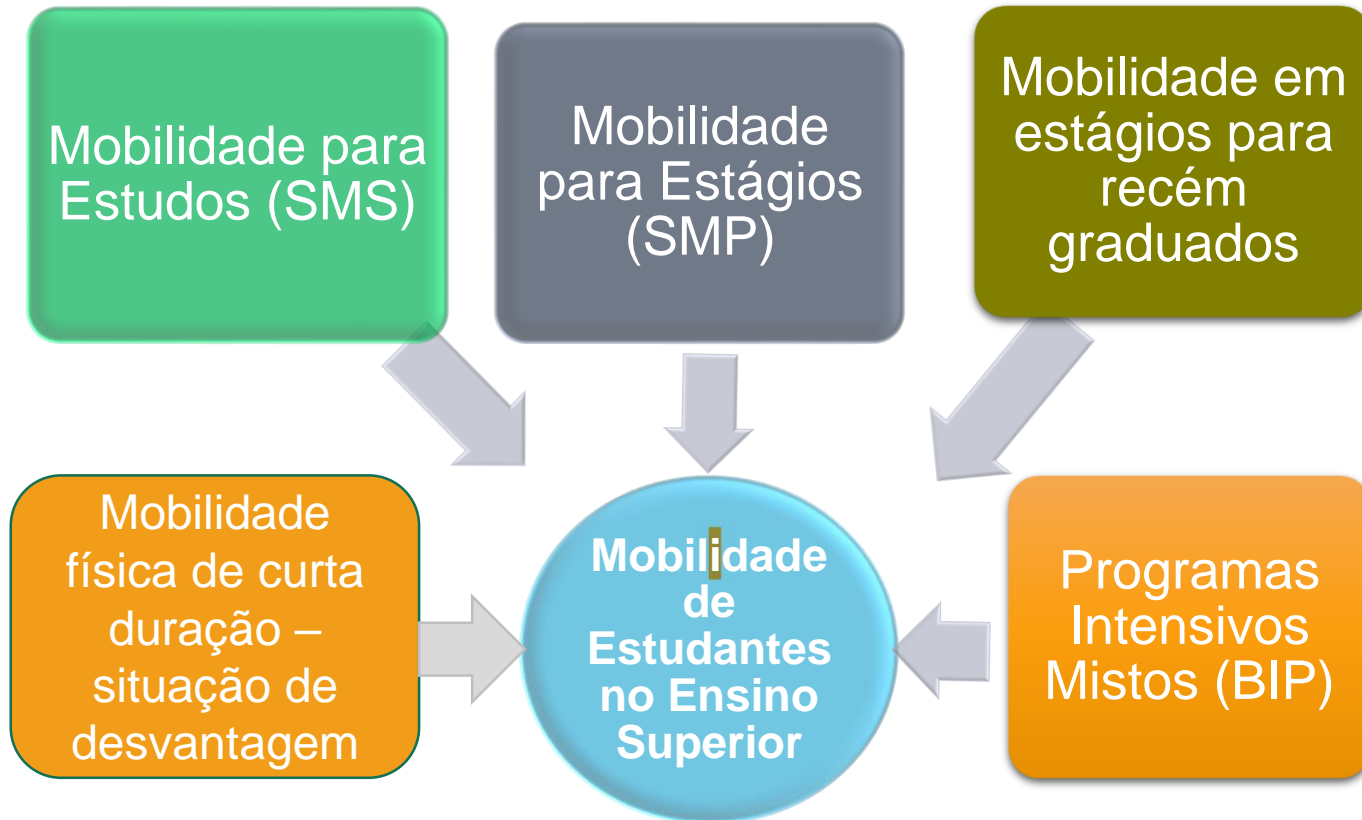 Mobilidade para
Estudos (SMS)
Mobilidade
para Estágios
(SMP)
Mobilidade em
estágios para
recém
graduados
Mobilidade
física de curta
duração –
situação de
desvantagem
Mobilidade
de
Estudantes
no Ensino
Superior
Programas
Intensivos
Mistos (BIP)